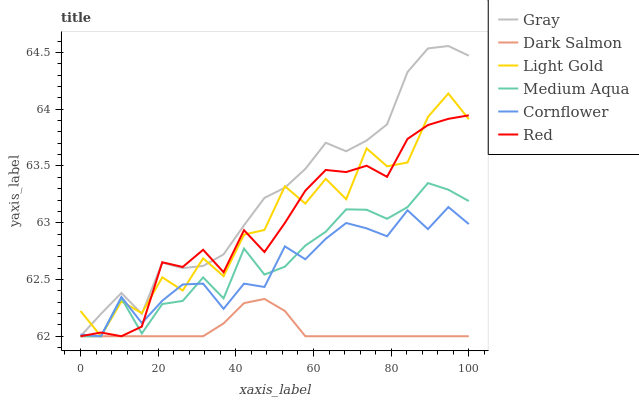 title
Gray
Dark Salmon
Light Gold
Medium Aqua
Cornflower
Red
yaxis_label
64.5
64
63.5
63
62.5
62
0 20 40 60 80 100
xaxis_label